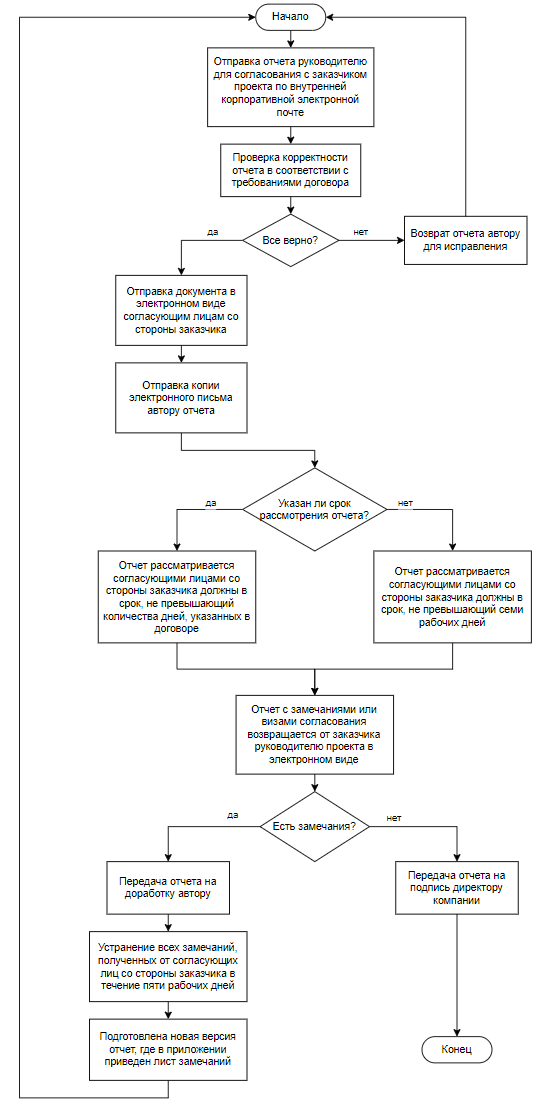 Начало
Отправка отчета руководителю
для согласования с заказчиком
проекта по внутренней
корпоративной электронной
почте
Проверка корректности
отчета в соответствии с
требованиями договора
Все верно?
да
нет
Возврат отчета автору
для исправления
Отправка документа в
электронном виде
согласующим лицам со
стороны заказчика
Отправка копии
электронного письма
автору отчета
Указан ли срок
рассмотрения отчета?
да
нет
Отчет рассматривается
согласующими лицами со
стороны заказчика должны в
срок, не превышающий
количества дней, указанных в
договоре
Отчет рассматривается
согласующими лицами со
стороны заказчика должны в
срок, не превышающий семи
рабочих дней
Отчет с замечаниями или
визами согласования
возвращается от заказчика
руководителю проекта в
электронном виде
Есть замечания?
да
нет
Передача отчета на
доработку автору
Передача отчета на
подпись директору
компании
Устранение всех замечаний,
полученных от согласующих
лиц со стороны заказчика в
течение пяти рабочих дней
Подготовлена новая версия
отчет, где в приложении
приведен лист замечаний
Конец